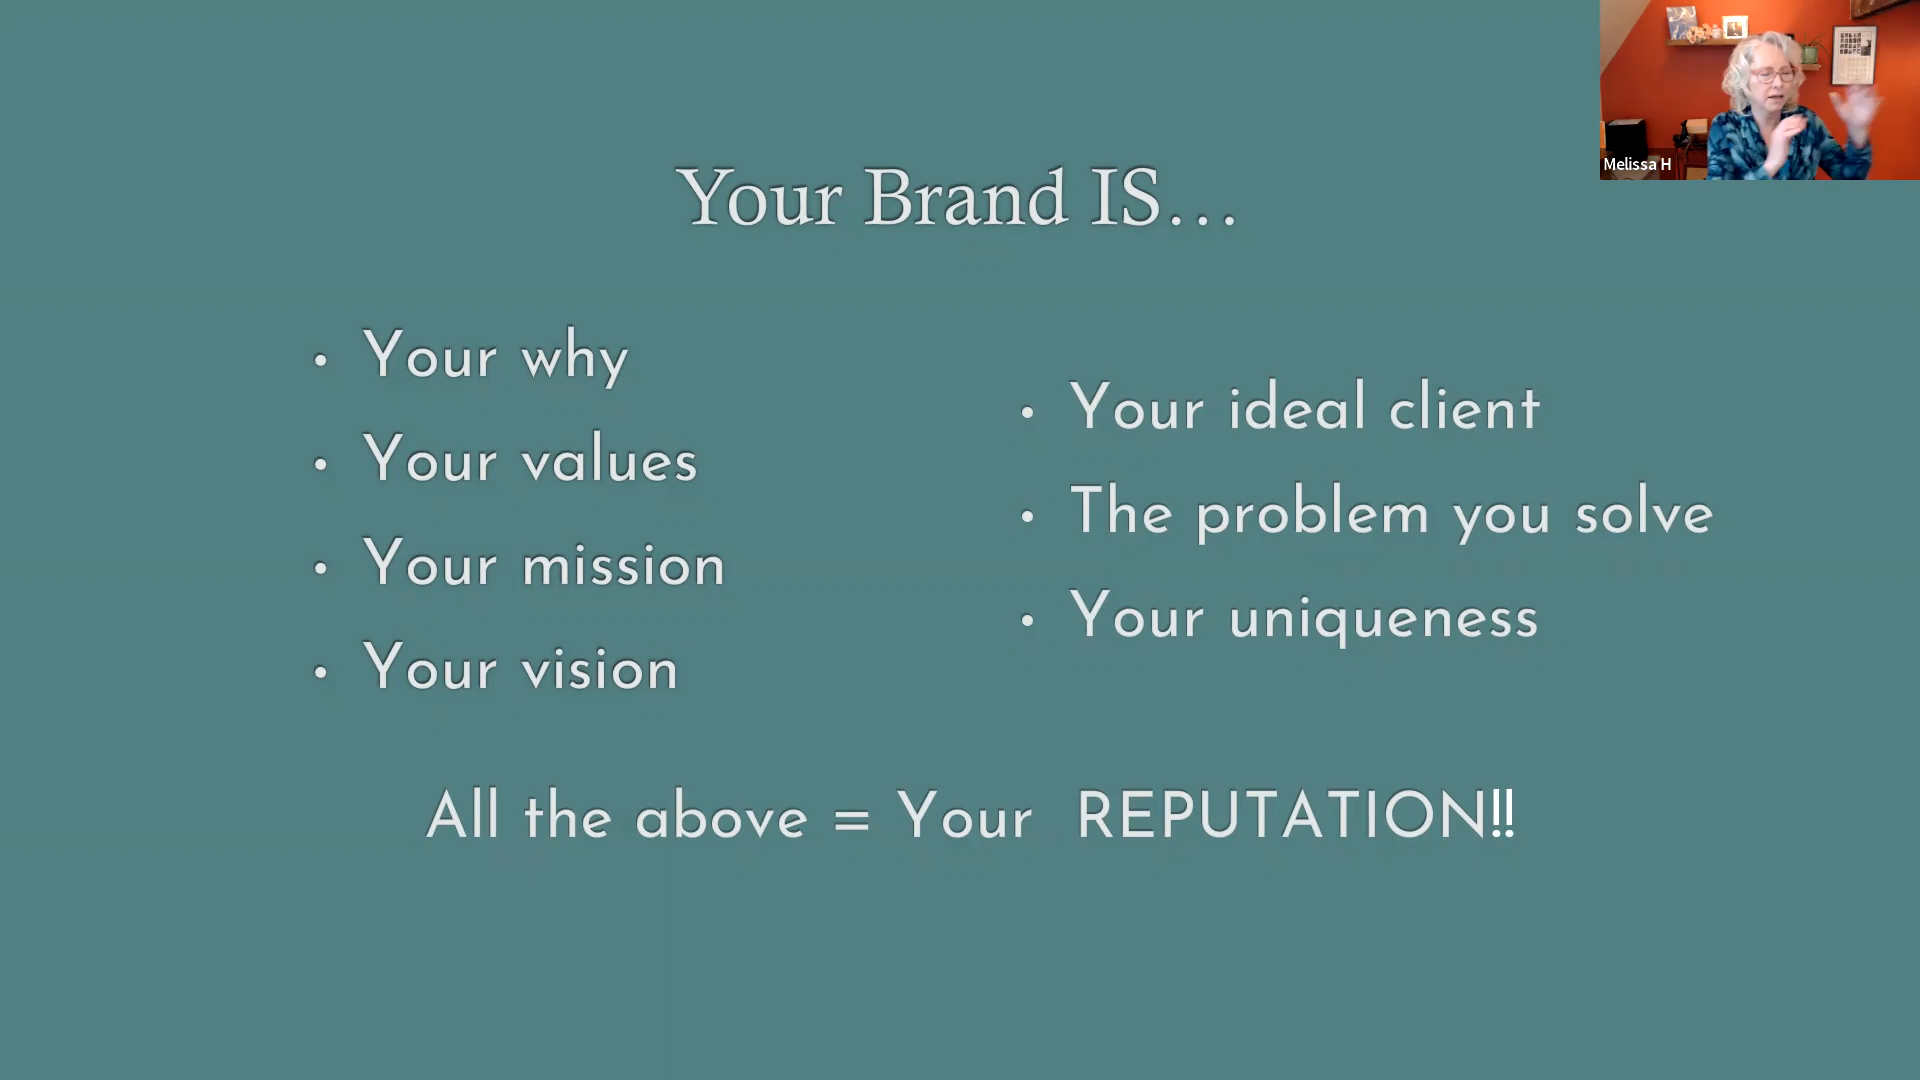 Your Brand IS…
• Your why
• Your values
• Your mission
• Your vision
• Your ideal client
• The problem you solve
• Your uniqueness
All the above = Your REPUTATION!!
Melissa H